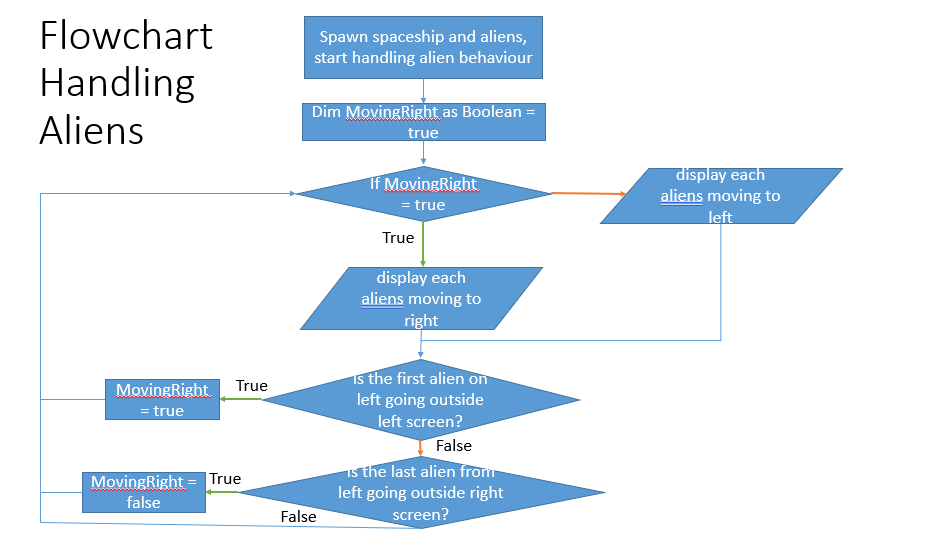 Flowchart
Handling
Aliens
Spawn spaceship and aliens,
start handling alien behaviour
Dim MovingRight as Boolean =
true
If MovingRight
= true
display each
aliens moving to
left
True
display each
aliens moving to
right
Is the first alien on
left going outside
left screen?
True
MovingRight
= true
False
Is the last alien from
left going outside right
screen?
True
MovingRight =
false
False